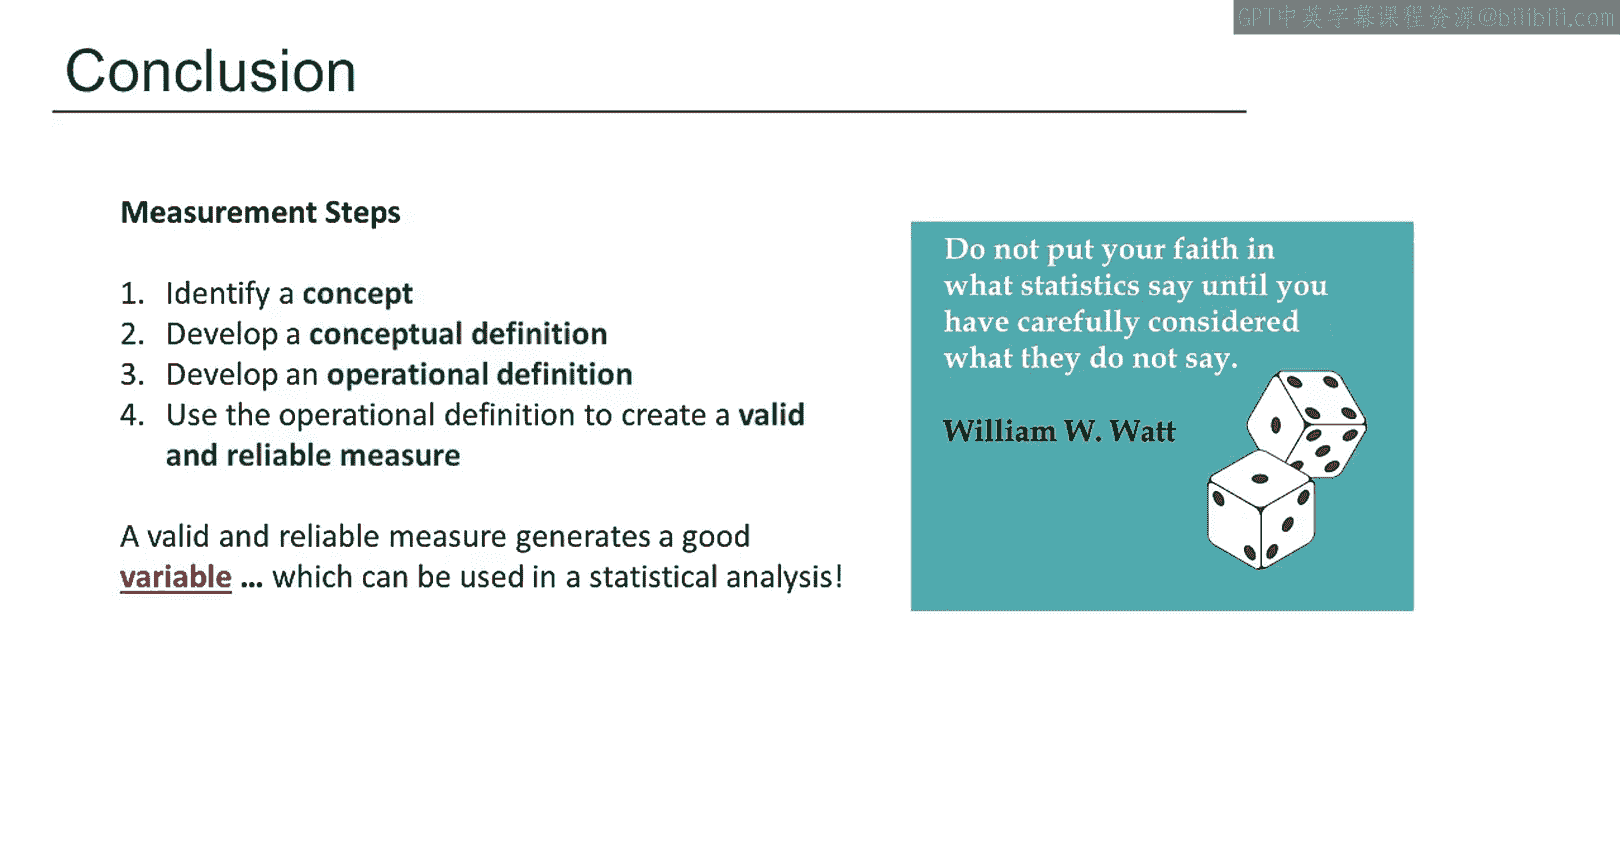 GPT中英字幕课程资源@bilibili.com
Conclusion
Measurement Steps
1. Identify a concept
2. Develop a conceptual definition
3. Develop an operational definition
4. Use the operational definition to create a valid
and reliable measure
A valid and reliable measure generates a good
variable ... which can be used in a statistical analysis!
Do not put your faith in
what statistics say until you
have carefully considered
what they do not say.
William W. Watt